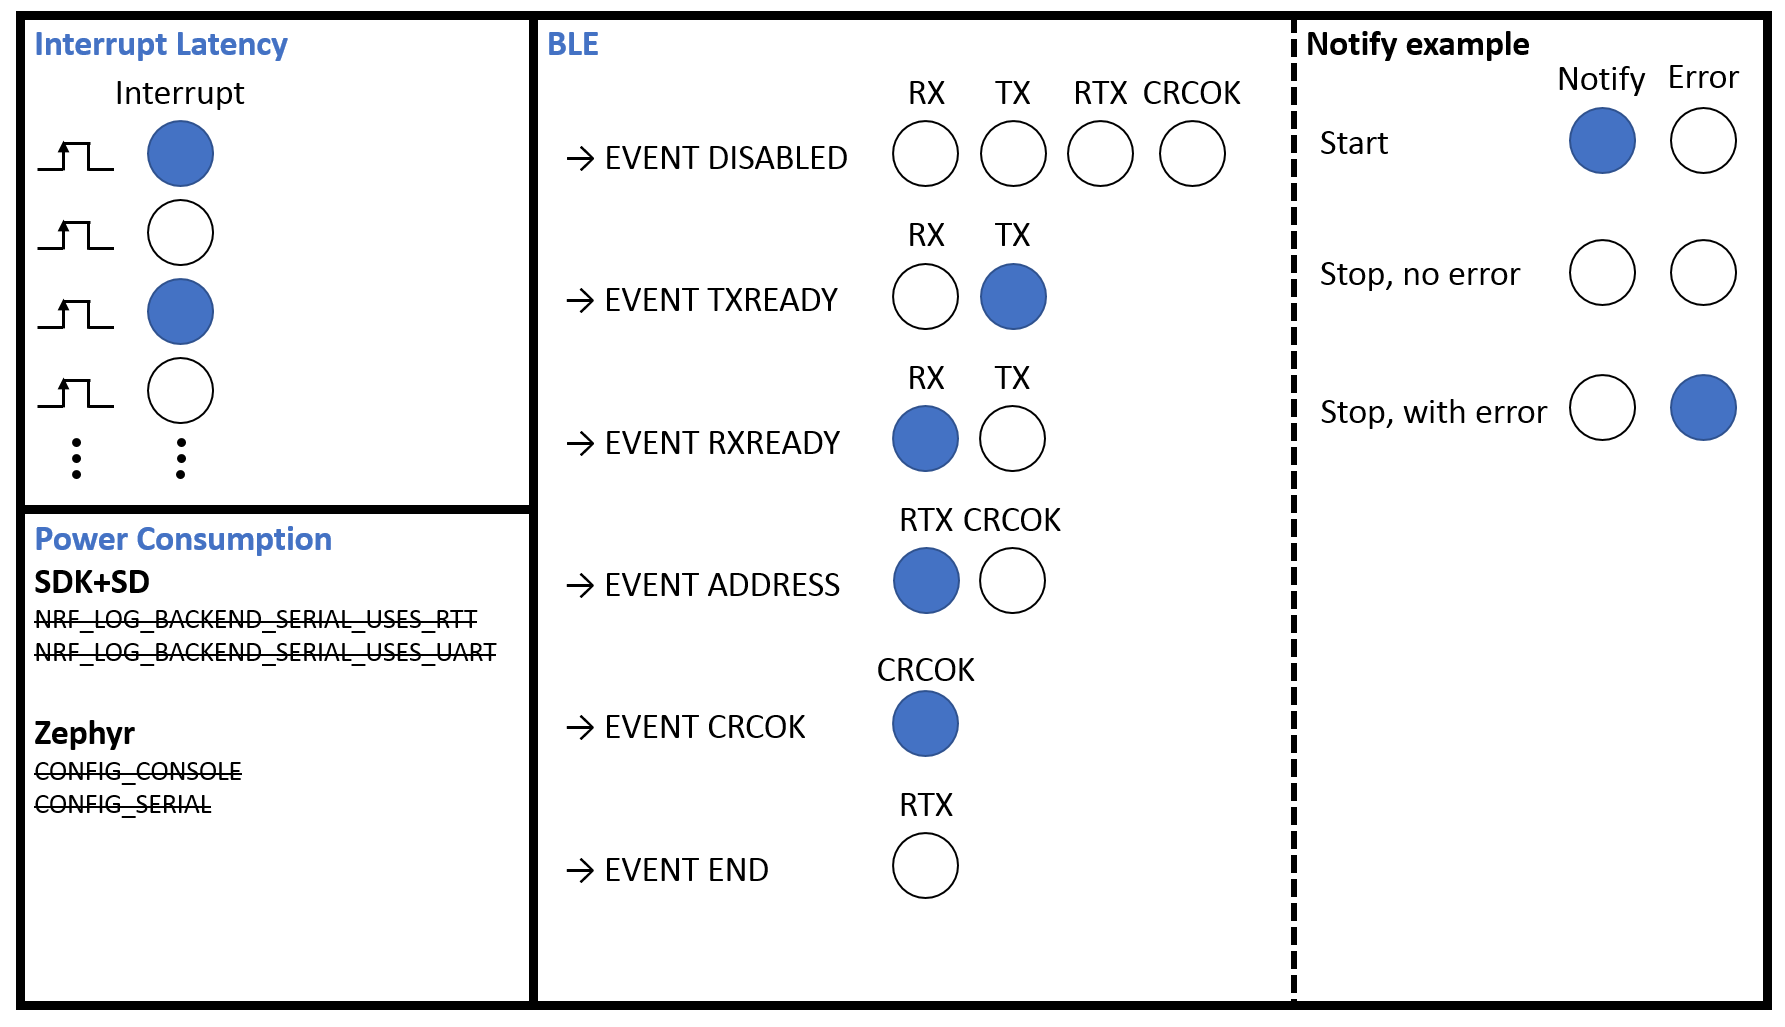 Interrupt Latency
Interrupt
Power Consumption
SDK+SD
NRF_LOG_BACKEND_SERIAL_USES_RTT
NRF_LOG_BACKEND_SERIAL_USES_UART
Zephyr
CONFIG_CONSOLE
CONFIG_SERIAL
BLE
RX TX RTX CRCOK
→ EVENT DISABLED
RX TX
→ EVENT TXREADY
RX TX
→ EVENT RXREADY
RTX CRCOK
→ EVENT ADDRESS
CRCOK
→ EVENT CRCOK
RTX
→ EVENT END
Notify example
Notify Error
Start
Stop, no error
Stop, with error